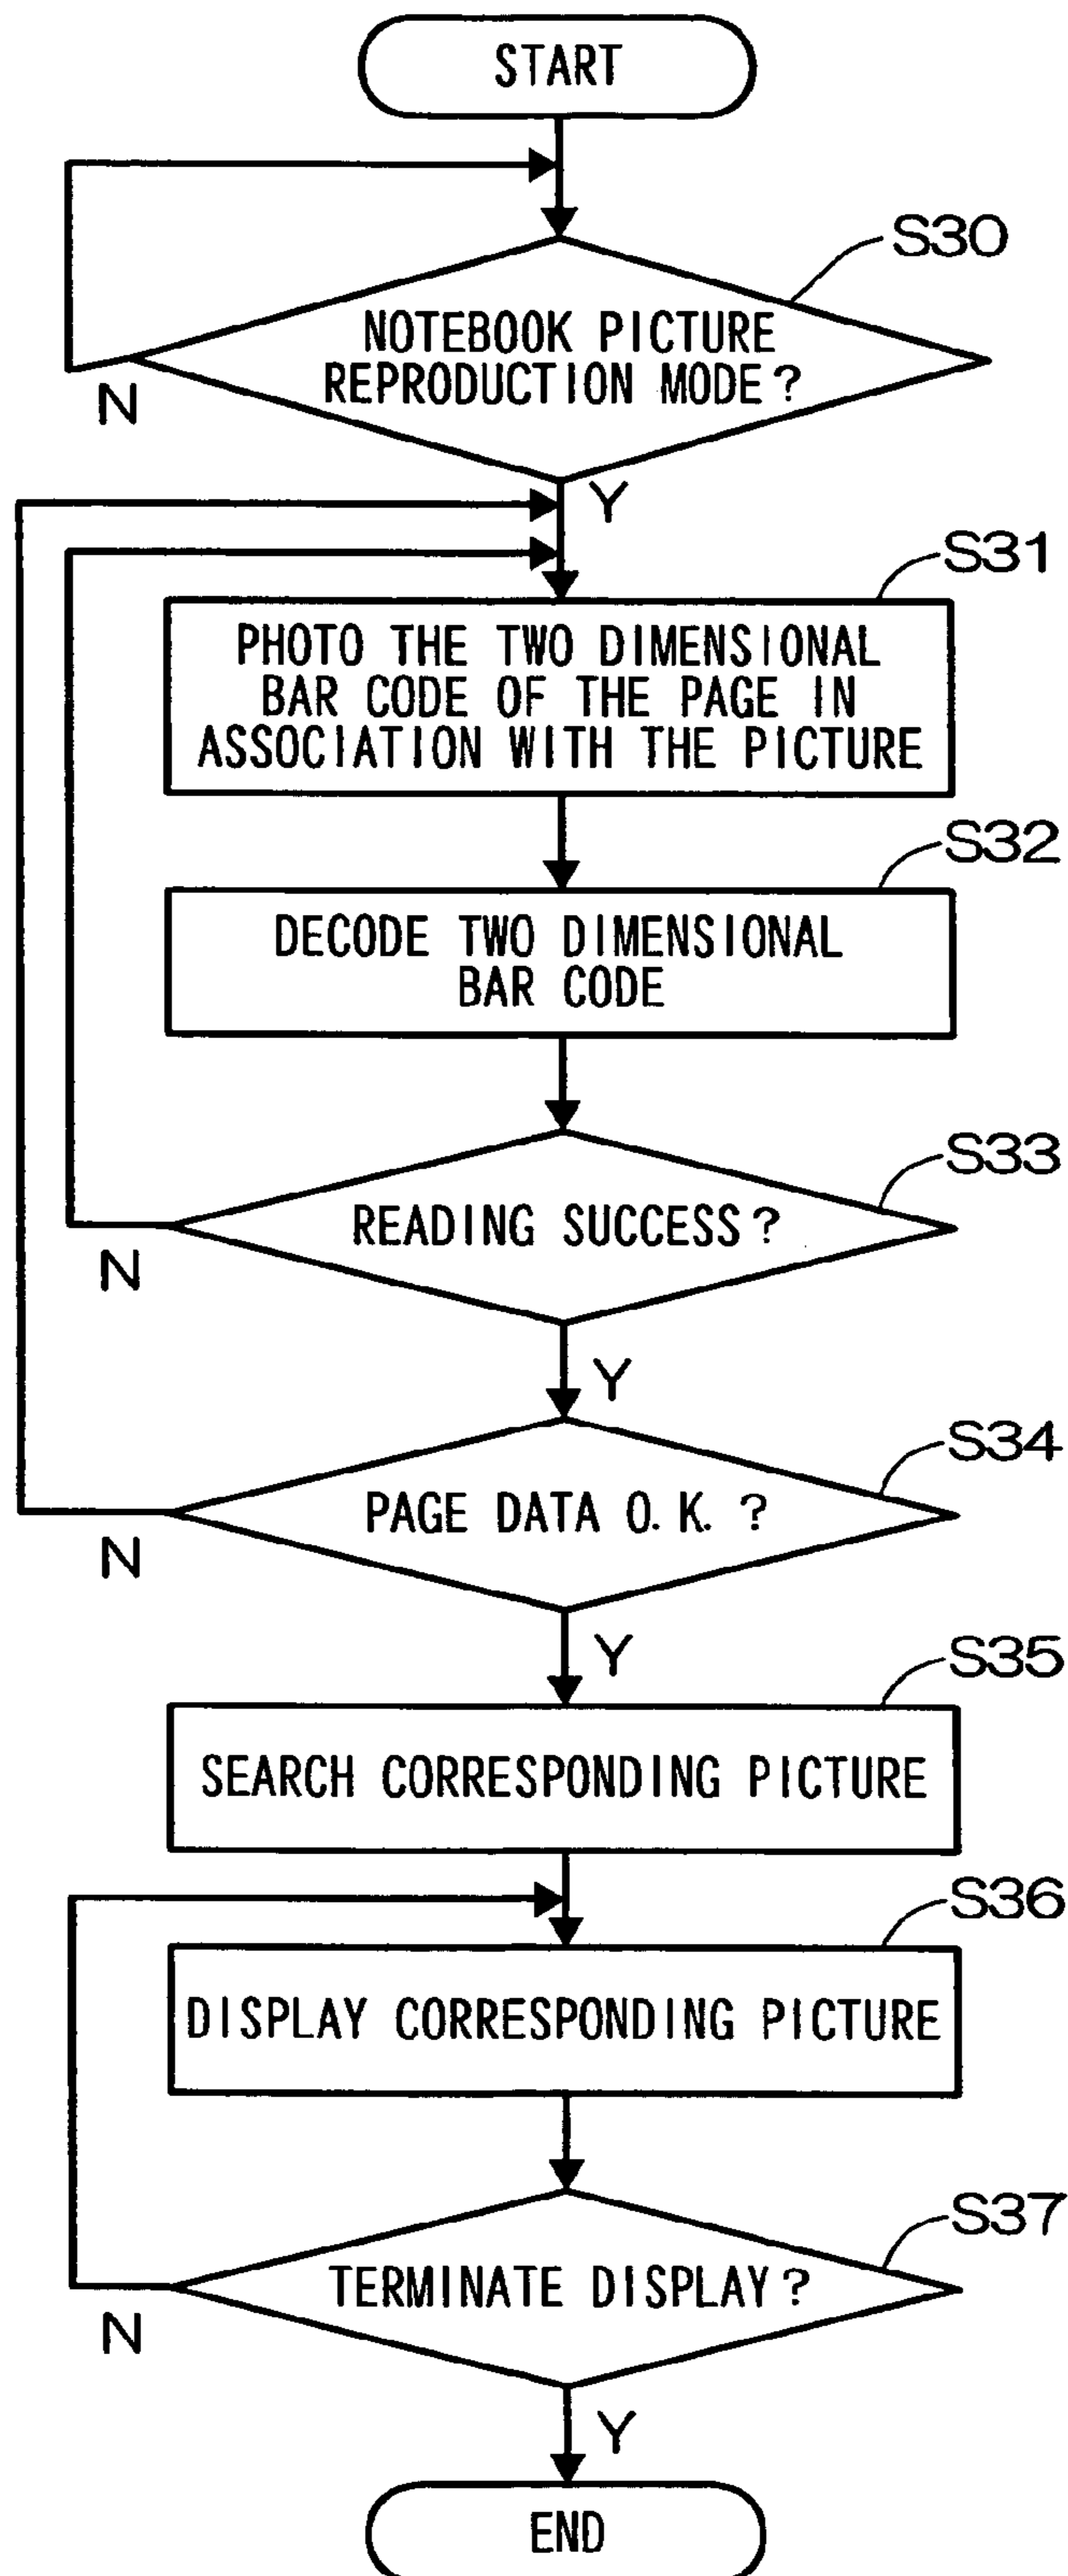 START
S30
NOTEBOOK PICTURE
REPRODUCTION MODE?
N
Y
S31
PHOTO THE TWO DIMENSIONAL
BAR CODE OF THE PAGE IN
ASSOCIATION WITH THE PICTURE
S32
DECODE TWO DIMENSIONAL
BAR CODE
S33
READING SUCCESS?
N
Y
S34
PAGE DATA O.K. ?
N
Y
S35
SEARCH CORRESPONDING PICTURE
S36
DISPLAY CORRESPONDING PICTURE
S37
TERMINATE DISPLAY?
N
Y
END